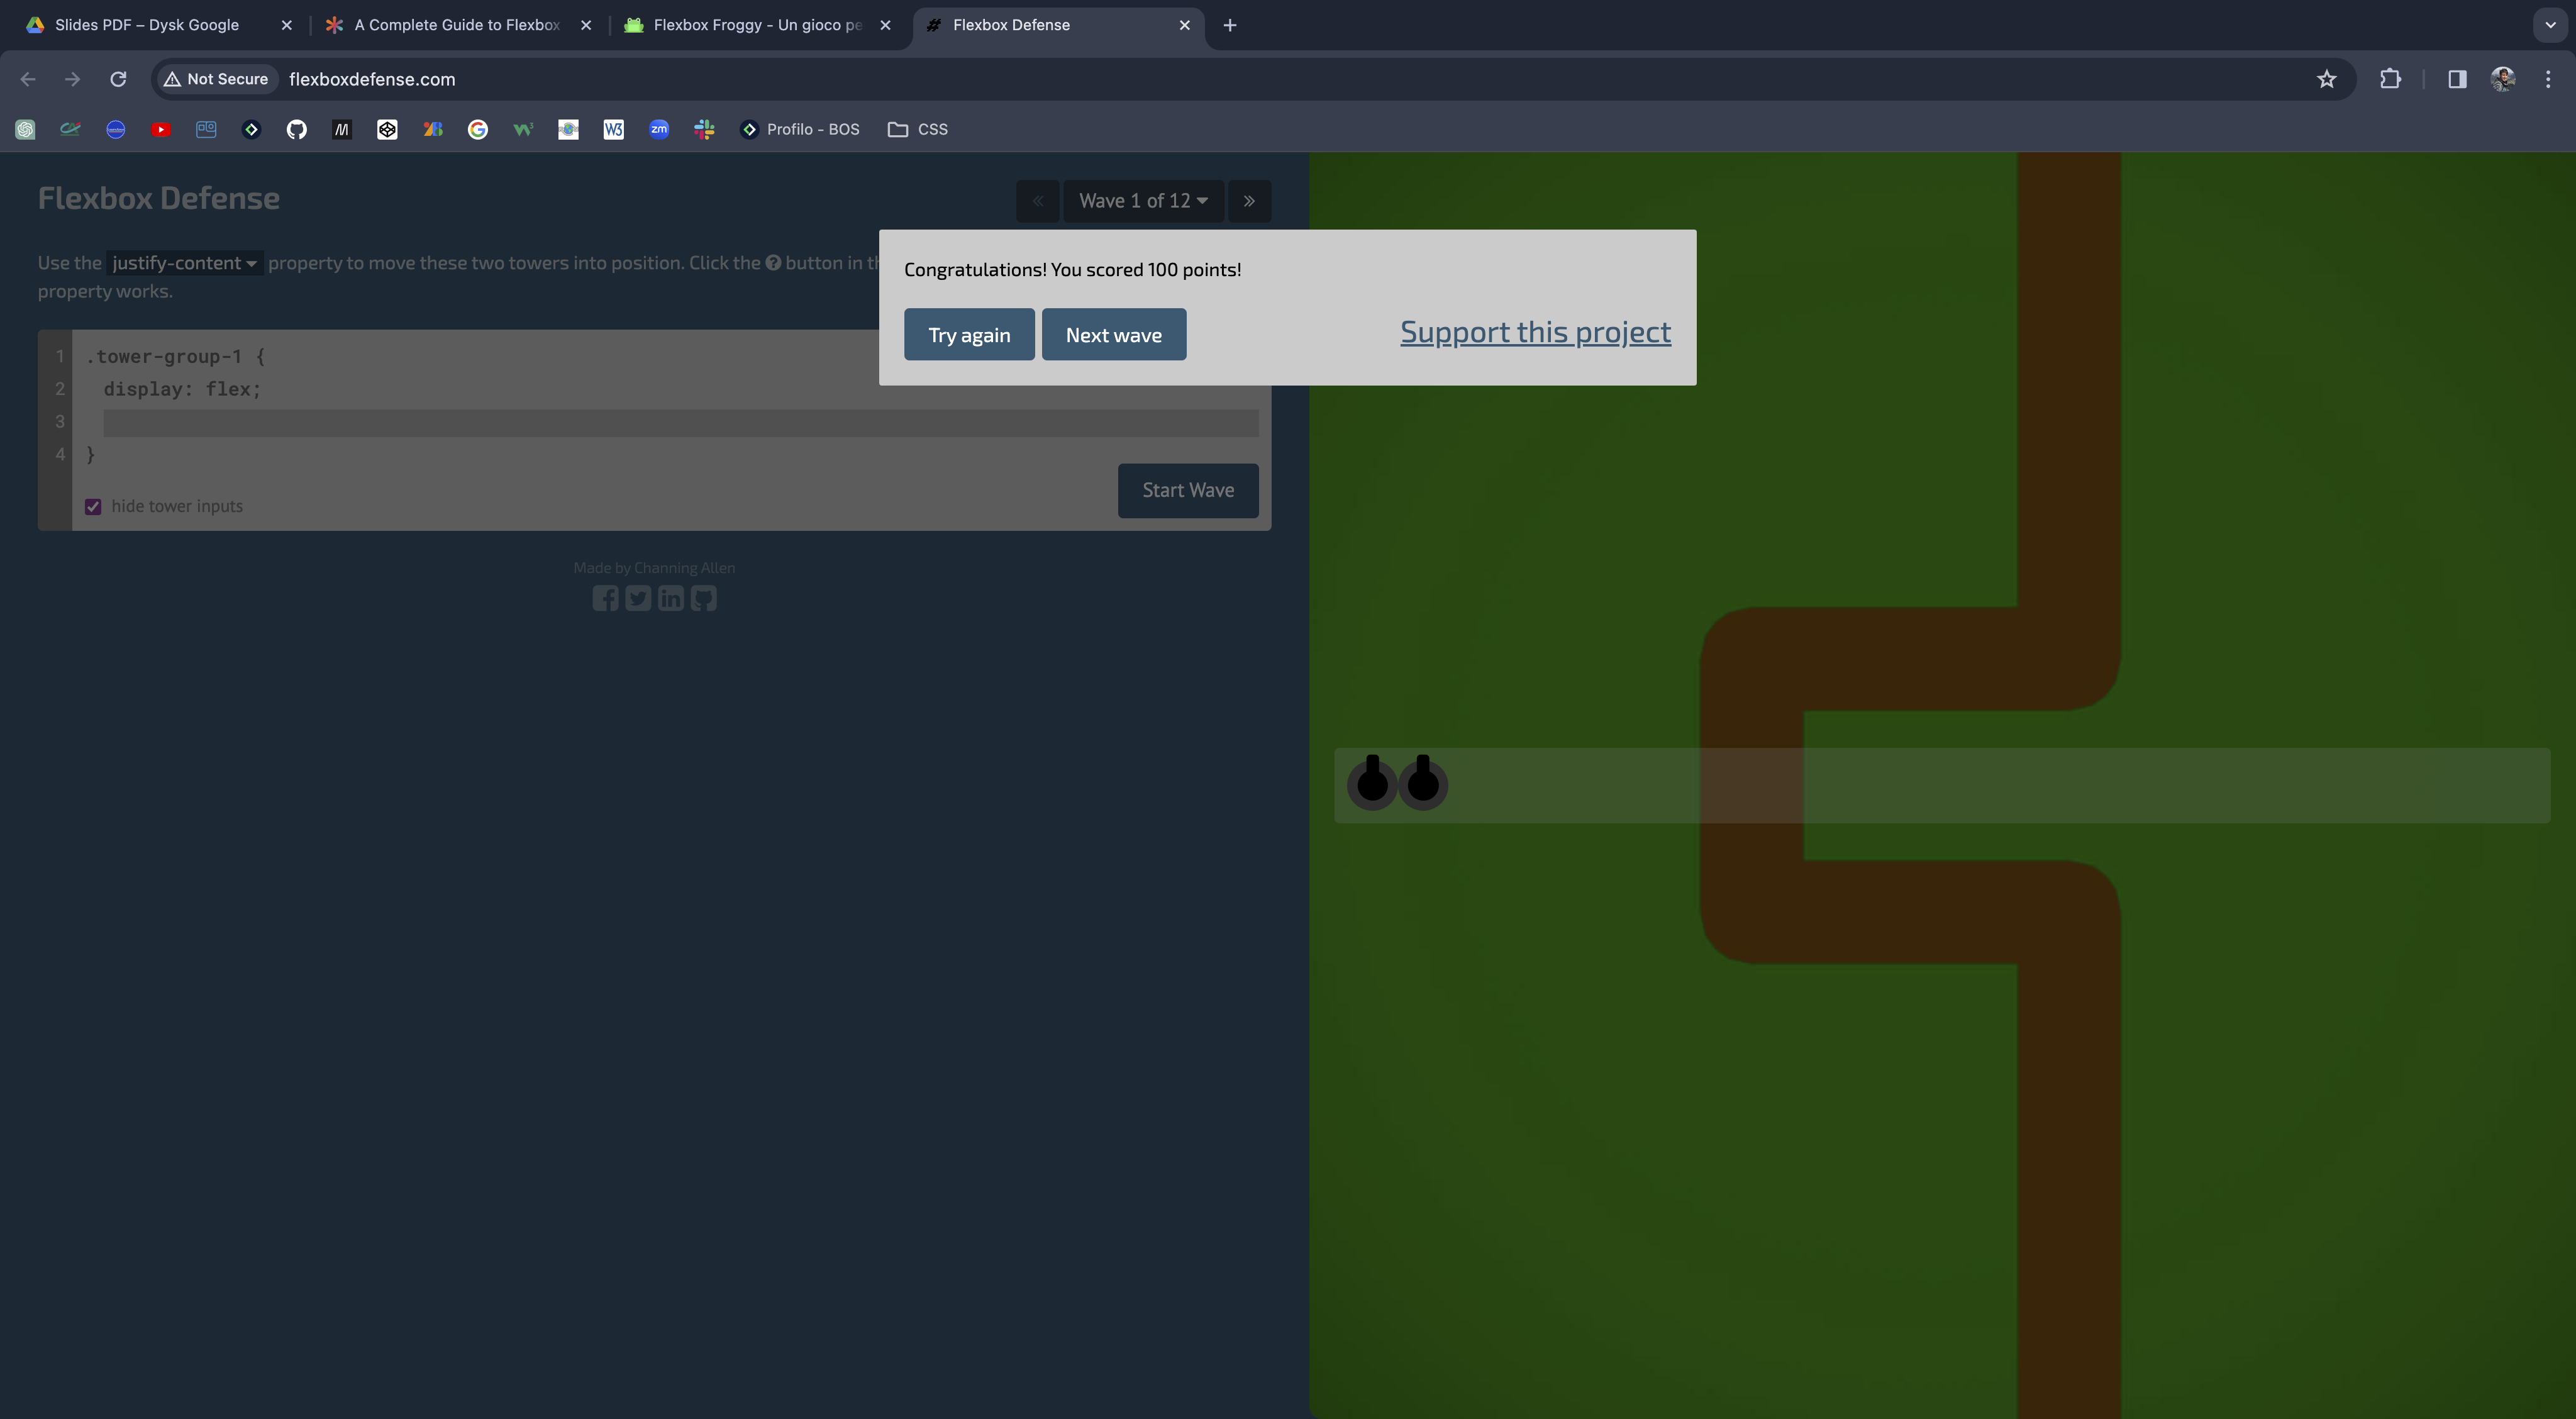 Slides PDF – Dysk Google
A Complete Guide to Flexbox
Flexbox Froggy - Un gioco pe
Flexbox Defense
Not Secure
flexboxdefense.com
W3
zm
Profilo - BOS
CSS
Flexbox Defense
Wave 1 of 12
Use the justify-content property to move these two towers into position. Click the ? button in th
property works.
Congratulations! You scored 100 points!
Try again
Next wave
Support this project
1 .tower-group-1 {
2 display: flex;
3
4 }
hide tower inputs
Start Wave
Made by Channing Allen